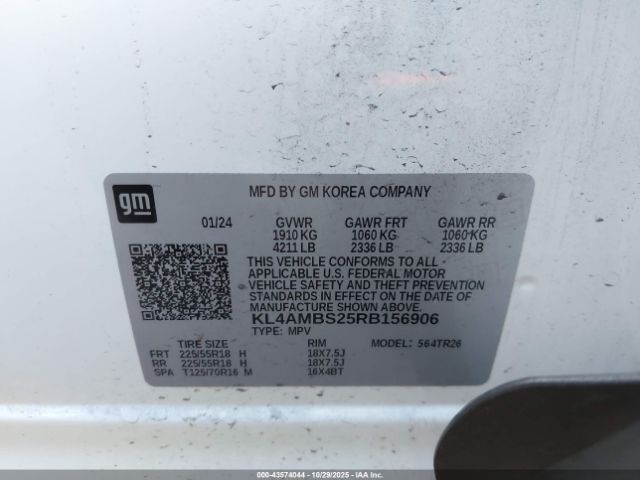 gm
MFD BY GM KOREA COMPANY
01/24 GVWR GAWR FRT GAWR RR
1910 KG 1060 KG 1060 KG
4211 LB 2336 LB 2336 LB
THIS VEHICLE CONFORMS TO ALL
APPLICABLE U.S. FEDERAL MOTOR
VEHICLE SAFETY AND THEFT PREVENTION
STANDARDS IN EFFECT ON THE DATE OF
MANUFACTURE SHOWN ABOVE.
KL4AMBS25RB156906
TYPE: MPV
TIRE SIZE RIM MODEL: 564TR26
FRT 225/55R18 H 18X7.5J
RR 225/55R18 H 18X7.5J
SPA T125/70R16 M 16X4BT
000-43574044 - 10/29/2025 - IAAI.COM